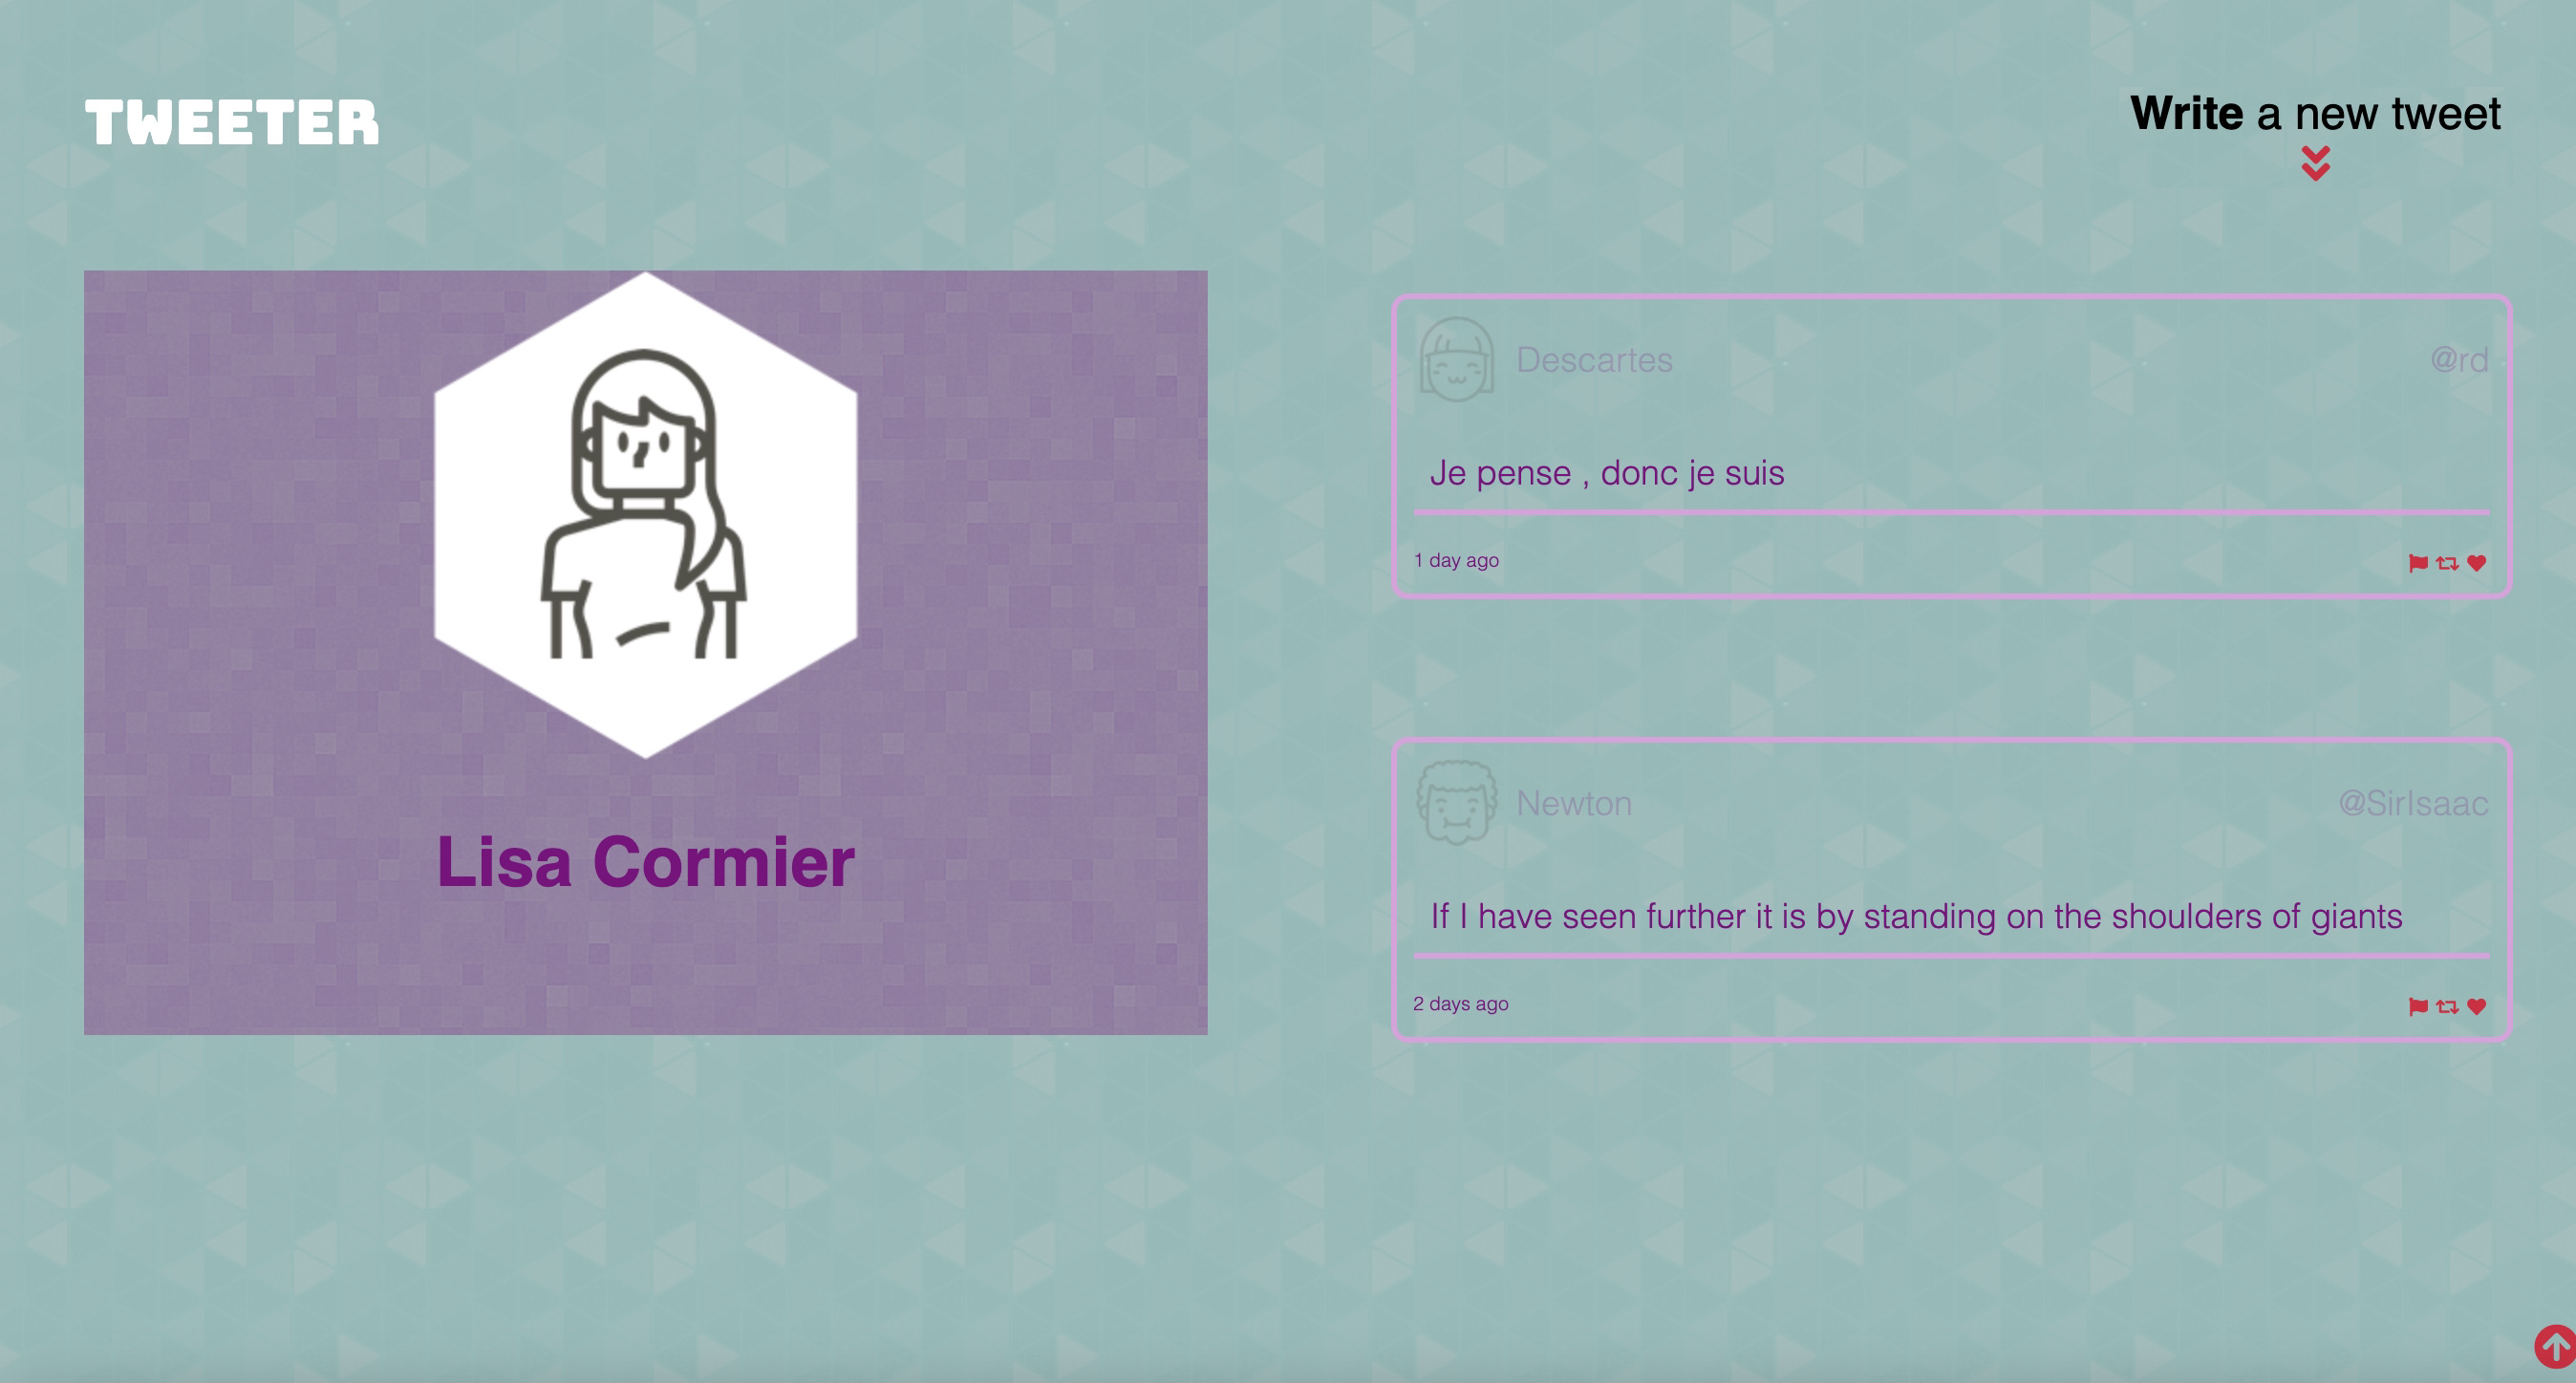 TWEETER
Write a new tweet
Lisa Cormier
Descartes @rd
Je pense , donc je suis
1 day ago
Newton @SirIsaac
If I have seen further it is by standing on the shoulders of giants
2 days ago